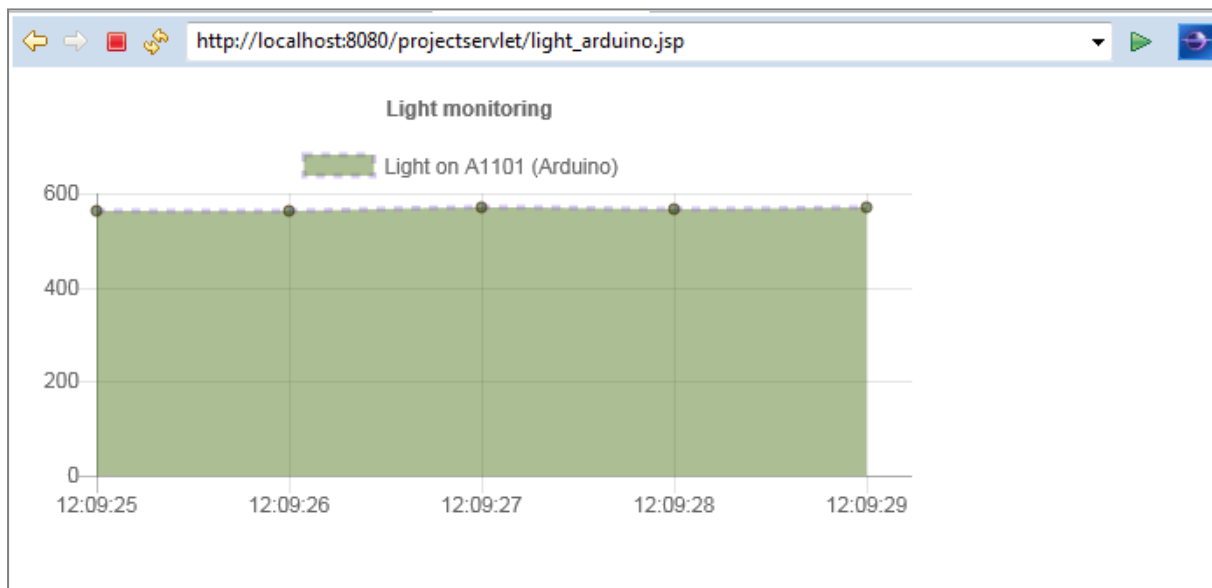 http://localhost:8080/projectservlet/light_arduino.jsp
Light monitoring
Light on A1101 (Arduino)
600
400
200
0
12:09:25 12:09:26 12:09:27 12:09:28 12:09:29